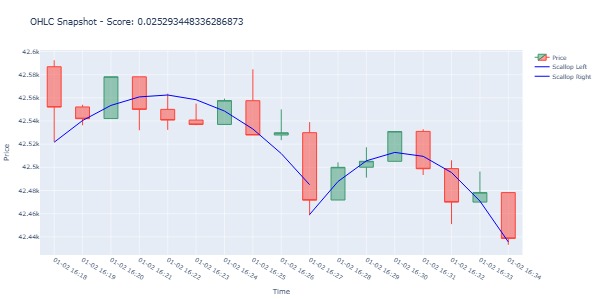 OHLC Snapshot - Score: 0.025293448336286873
42.6k
42.58k
42.56k
42.54k
42.52k
42.5k
42.48k
42.46k
42.44k
Price
Price
Scallop Left
Scallop Right
01-02 16:18
01-02 16:19
01-02 16:20
01-02 16:21
01-02 16:22
01-02 16:23
01-02 16:24
01-02 16:25
01-02 16:26
01-02 16:27
01-02 16:28
01-02 16:29
01-02 16:30
01-02 16:31
01-02 16:32
01-02 16:33
01-02 16:34
Time